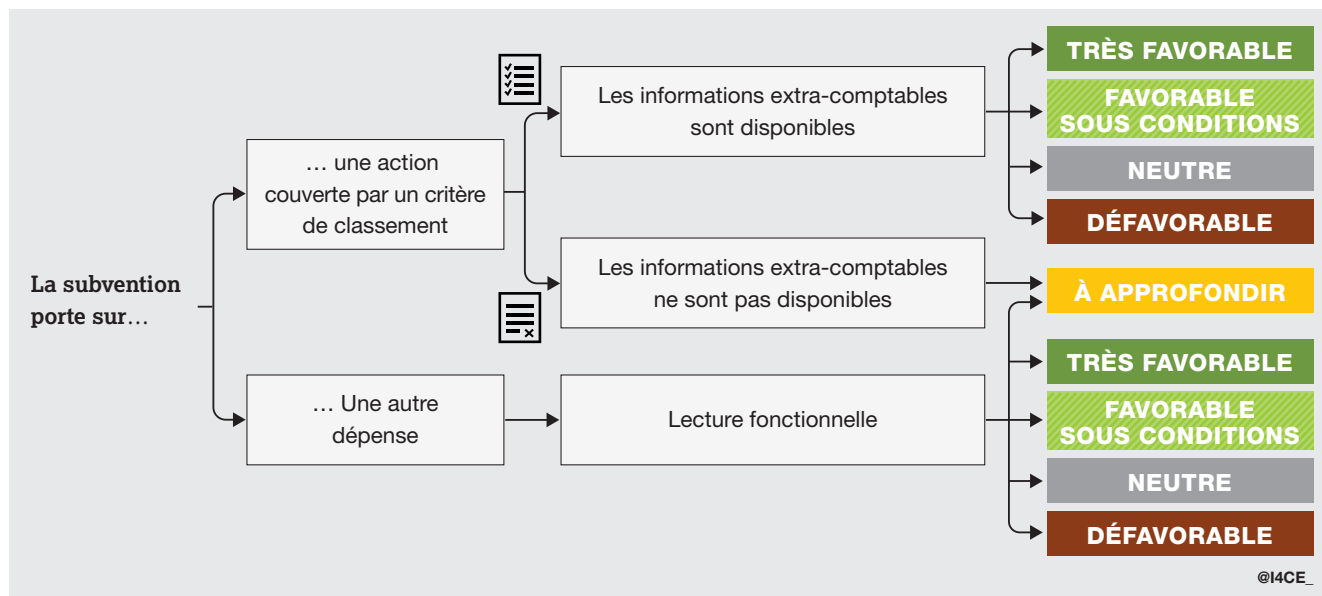 La subvention
porte sur…
… une action
couverte par un critère
de classement
… Une autre
dépense
Les informations extra-comptables
sont disponibles
Les informations extra-comptables
ne sont pas disponibles
Lecture fonctionnelle
TRÈS FAVORABLE
FAVORABLE
SOUS CONDITIONS
NEUTRE
DÉFAVORABLE
À APPROFONDIR
TRÈS FAVORABLE
FAVORABLE
SOUS CONDITIONS
NEUTRE
DÉFAVORABLE
@I4CE_